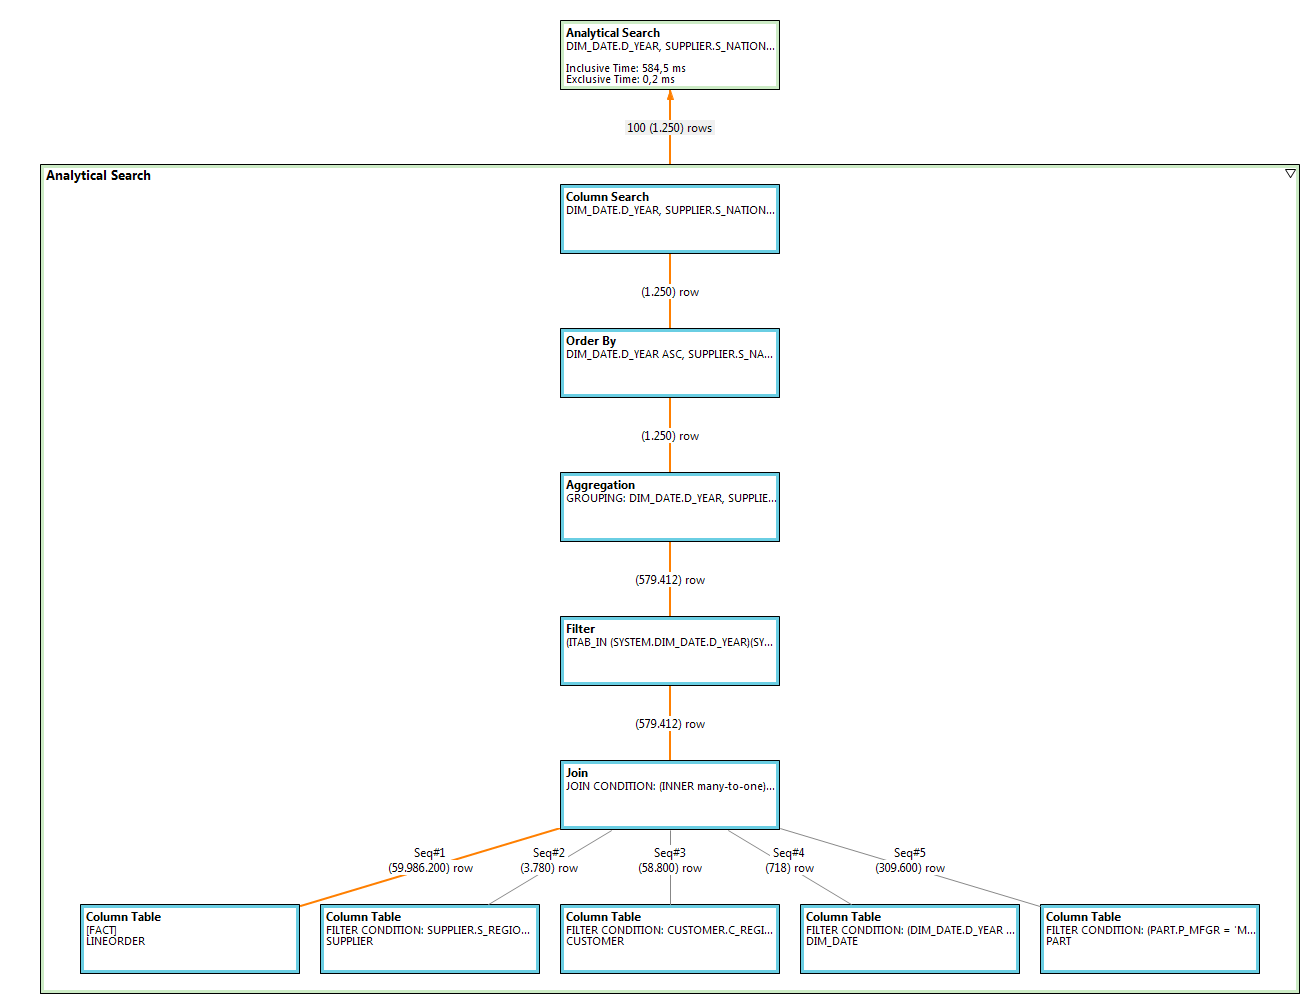 Analytical Search
DIM_DATE.D_YEAR, SUPPLIER.S_NATION...
Inclusive Time: 584,5 ms
Exclusive Time: 0,2 ms
100 (1.250) rows
Analytical Search
Column Search
DIM_DATE.D_YEAR, SUPPLIER.S_NATION...
(1.250) row
Order By
DIM_DATE.D_YEAR ASC, SUPPLIER.S_NA...
(1.250) row
Aggregation
GROUPING: DIM_DATE.D_YEAR, SUPPLIE...
(579.412) row
Filter
(ITAB_IN (SYSTEM.DIM_DATE.D_YEAR)(SY...
(579.412) row
Join
JOIN CONDITION: (INNER many-to-one)...
Seq#1
(59.986.200) row
Seq#2
(3.780) row
Seq#3
(58.800) row
Seq#4
(718) row
Seq#5
(309.600) row
Column Table
[FACT]
LINEORDER
Column Table
FILTER CONDITION: SUPPLIER.S_REGIO...
SUPPLIER
Column Table
FILTER CONDITION: CUSTOMER.C_REGI...
CUSTOMER
Column Table
FILTER CONDITION: (DIM_DATE.D_YEAR ...
DIM_DATE
Column Table
FILTER CONDITION: (PART.P_MFGR = 'M...
PART